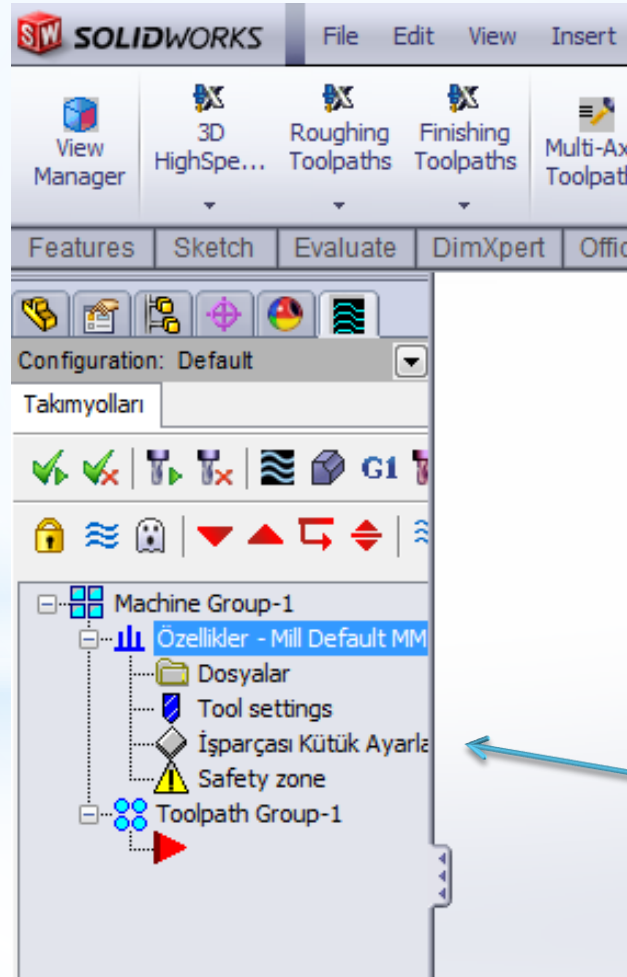 SW SOLIDWORKS File Edit View Insert
View Manager
3D HighSpe...
Roughing Toolpaths
Finishing Toolpaths
Multi-Ax
Toolpath
Features Sketch Evaluate DimXpert Offic
Configuration: Default
Takımyolları
G1
Machine Group-1
Özellikler - Mill Default MM
Dosyalar
Tool settings
İşparçası Kütük Ayarla
Safety zone
Toolpath Group-1